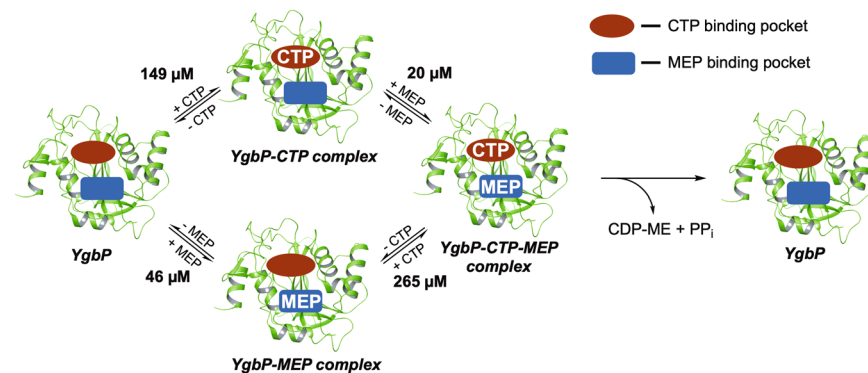 CTP binding pocket
MEP binding pocket
149 µM
+ CTP
- CTP
CTP
YgbP-CTP complex
20 µM
+ MEP
- MEP
YgbP
CTP
MEP
YgbP-CTP-MEP
complex
CDP-ME + PPi
YgbP
- MEP
+ MEP
46 µM
MEP
YgbP-MEP complex
- CTP
+ CTP
265 µM